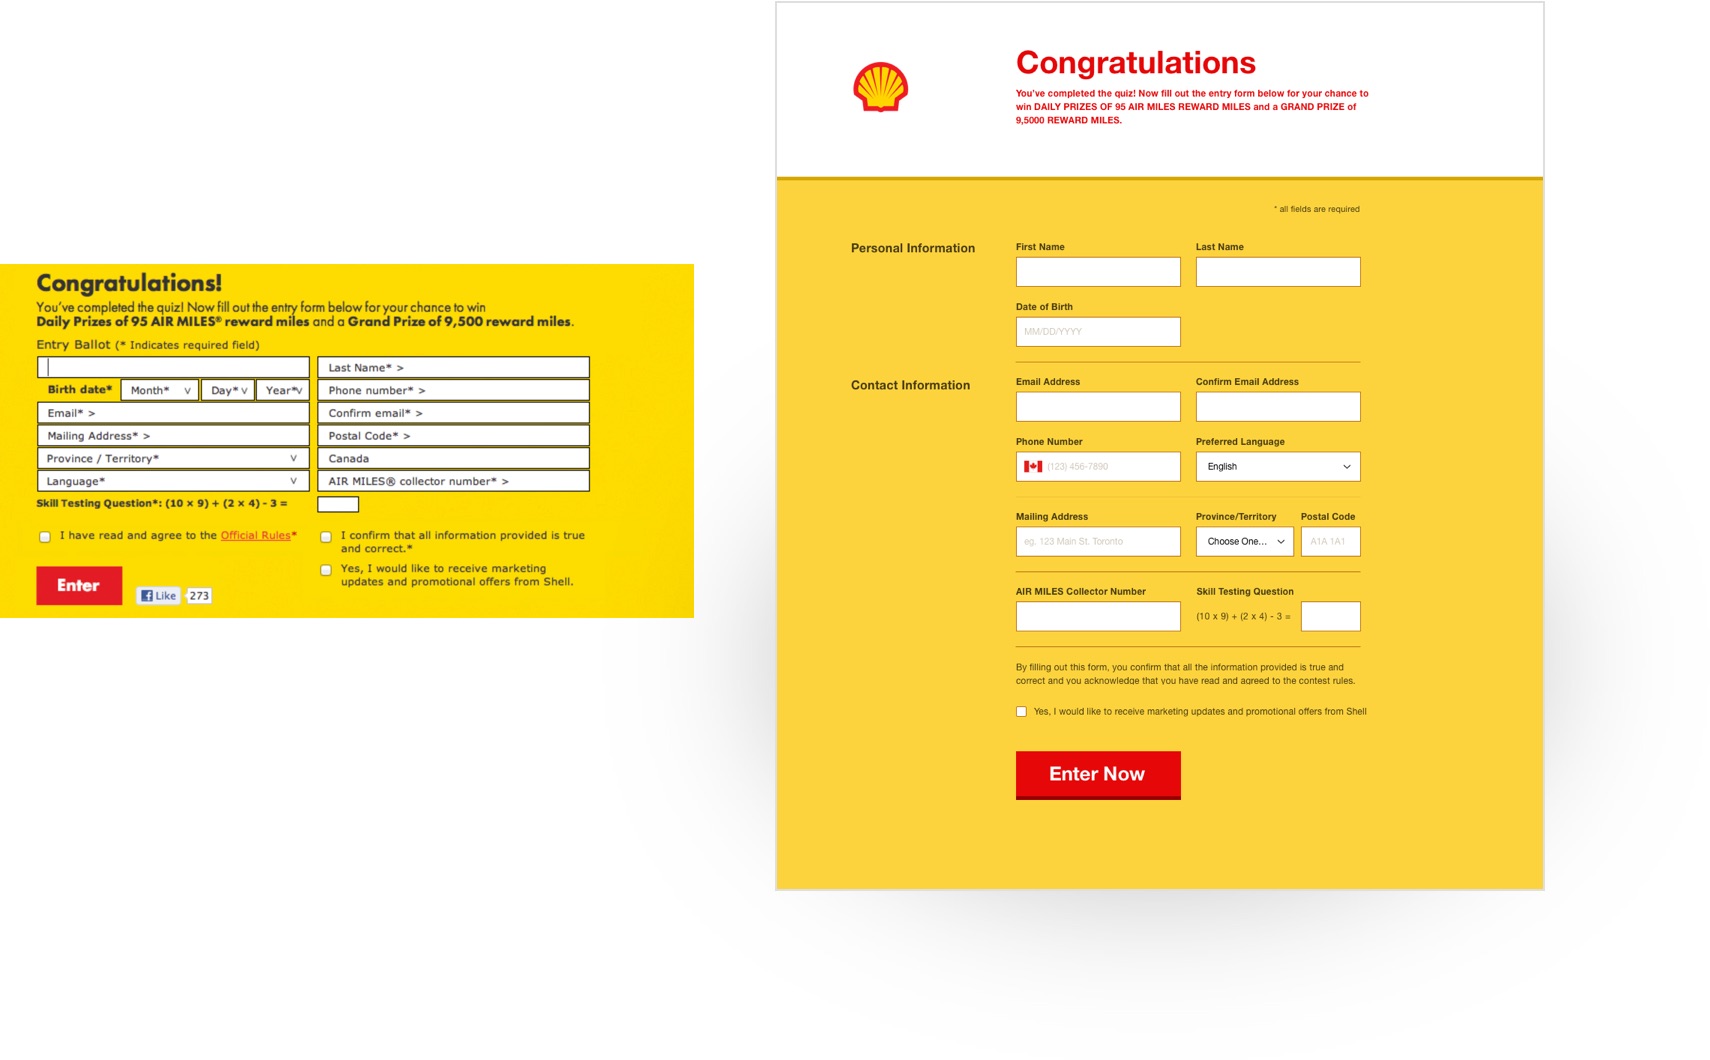 Congratulations!
You've completed the quiz! Now fill out the entry form below for your chance to win
Daily Prizes of 95 AIR MILES® reward miles and a Grand Prize of 9,500 reward miles.
Entry Ballot (* Indicates required field)
Last Name* >
Birth date* Month* v Day* v Year* v
Phone number* >
Email* >
Confirm email* >
Mailing Address* >
Postal Code* >
Province / Territory* v
Canada
Language* v
AIR MILES® collector number* >
Skill Testing Question*: (10 × 9) + (2 × 4) - 3 =
I have read and agree to the Official Rules*
I confirm that all information provided is true
and correct.*
Yes, I would like to receive marketing
updates and promotional offers from Shell.
Enter
Like 273
Congratulations
You've completed the quiz! Now fill out the entry form below for your chance to
win DAILY PRIZES OF 95 AIR MILES REWARD MILES and a GRAND PRIZE of
9,5000 REWARD MILES.
* all fields are required
Personal Information
First Name
Last Name
Date of Birth
MM/DD/YYYY
Contact Information
Email Address
Confirm Email Address
Phone Number
Preferred Language
(123) 456-7890
English
Mailing Address
Province/Territory
Postal Code
eg. 123 Main St. Toronto
Choose One...
A1A 1A1
AIR MILES Collector Number
Skill Testing Question
(10 x 9) + (2 x 4) - 3 =
By filling out this form, you confirm that all the information provided is true and
correct and you acknowledge that you have read and agreed to the contest rules.
Yes, I would like to receive marketing updates and promotional offers from Shell
Enter Now